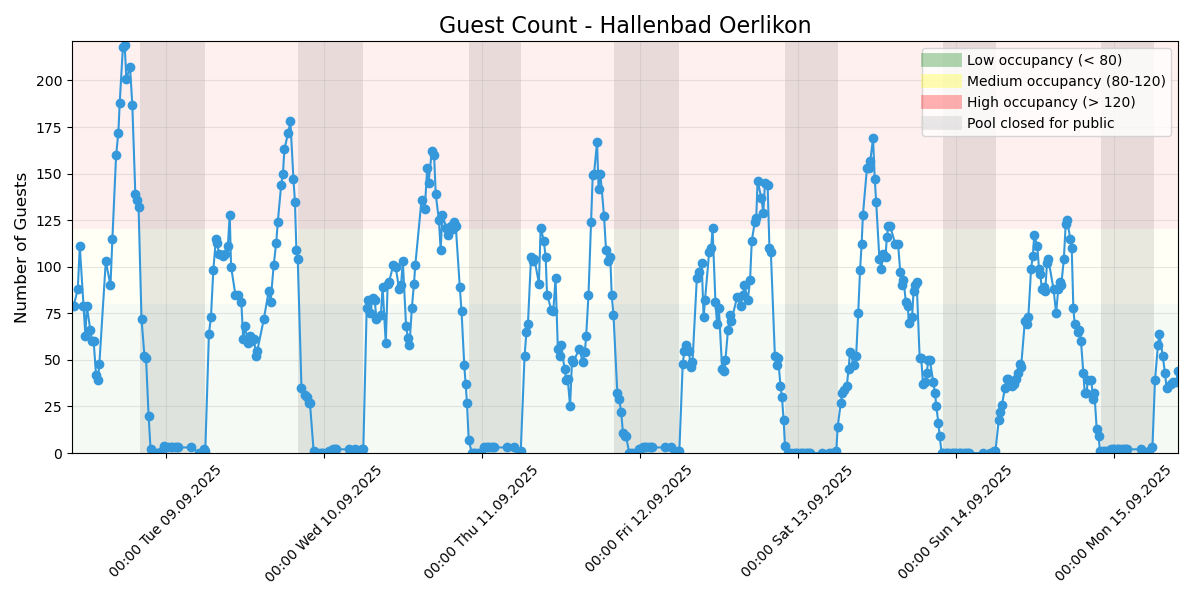 Guest Count - Hallenbad Oerlikon
Number of Guests
200
175
150
125
100
75
50
25
0
Low occupancy (< 80)
Medium occupancy (80-120)
High occupancy (> 120)
Pool closed for public
00:00 Tue 09.09.2025
00:00 Wed 10.09.2025
00:00 Thu 11.09.2025
00:00 Fri 12.09.2025
00:00 Sat 13.09.2025
00:00 Sun 14.09.2025
00:00 Mon 15.09.2025